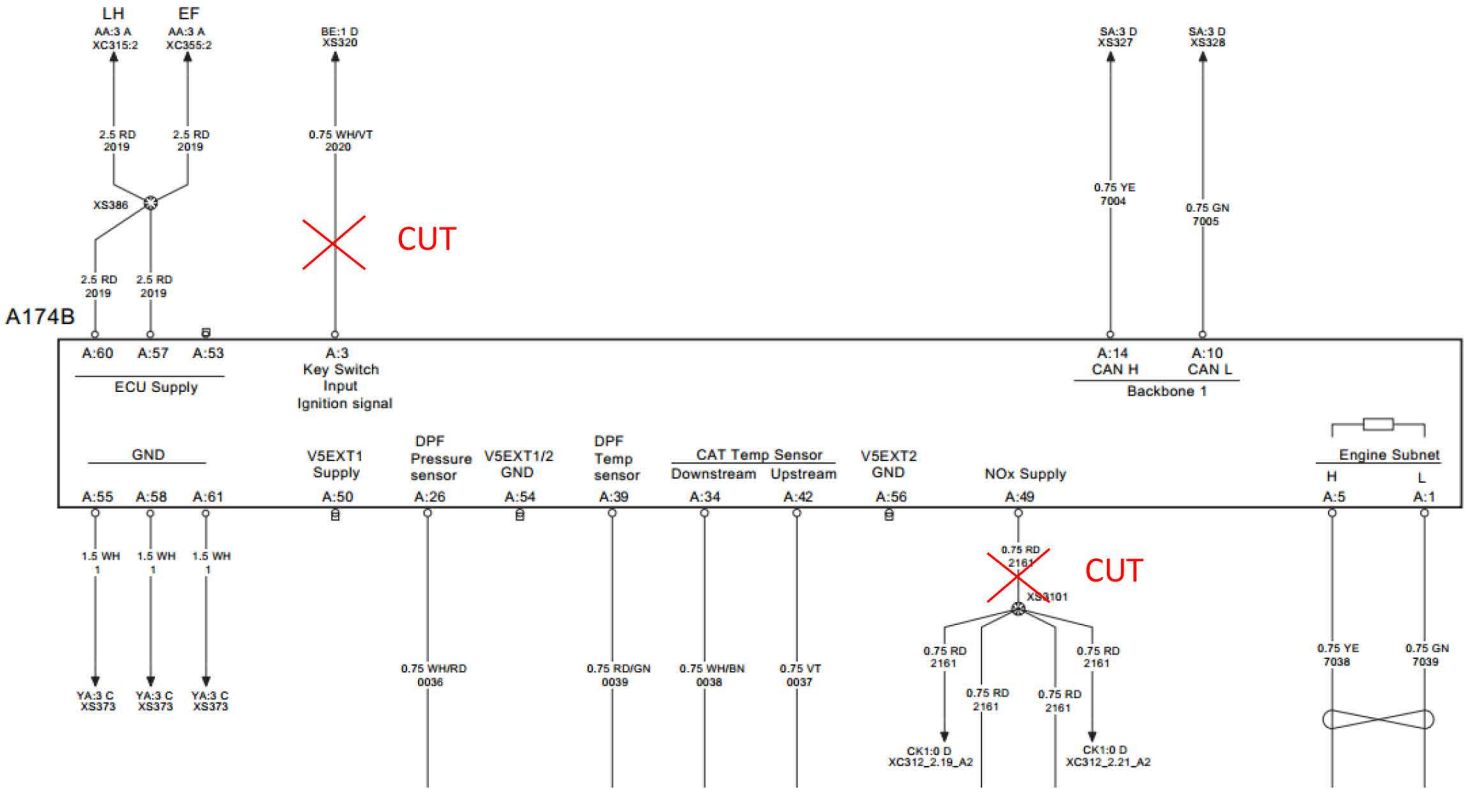 LH EF
AA:3 A AA:3 A BE:1 D SA:3 D SA:3 D
XC315:2 XC355:2 XS320 XS327 XS328
2.5 RD 2.5 RD 0.75 WH/VT
2019 2019 2020
0.75 YE
7004
XS386
0.75 GN
7005
CUT
2.5 RD 2.5 RD
2019 2019
A174B
A:60 A:57 A:53 A:3 A:14 A:10
Key Switch CAN H CAN L
ECU Supply Input Backbone 1
Ignition signal
GND V5EXT1 DPF V5EXT1/2 DPF CAT Temp Sensor V5EXT2 Engine Subnet
Supply Pressure GND Temp Downstream Upstream GND NOx Supply H L
sensor sensor
A:55 A:58 A:61 A:50 A:26 A:54 A:39 A:34 A:42 A:56 A:49 A:5 A:1
1.5 WH 1.5 WH 1.5 WH 0.75 RD
1 1 1 2161
CUT
XS3101
0.75 RD 0.75 RD 0.75 YE 0.75 GN
2161 2161 7038 7039
0.75 WH/RD 0.75 RD/GN 0.75 WH/BN 0.75 VT
0036 0039 0038 0037
0.75 RD 0.75 RD
2161 2161
YA:3 C YA:3 C YA:3 C
XS373 XS373 XS373
CK1:0 D CK1:0 D
XC312_2.19_A2 XC312_2.21_A2